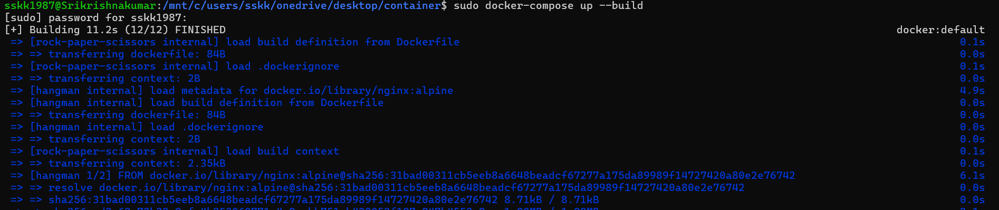 sskk1987@Srikrishnakumar:/mnt/c/users/sskk/onedrive/desktop/container$ sudo docker-compose up --build
[sudo] password for sskk1987:
[+] Building 11.2s (12/12) FINISHED docker:default
=> [rock-paper-scissors internal] load build definition from Dockerfile 0.1s
=> => transferring dockerfile: 84B 0.0s
=> [rock-paper-scissors internal] load .dockerignore 0.1s
=> => transferring context: 2B 0.0s
=> [hangman internal] load metadata for docker.io/library/nginx:alpine 4.9s
=> [hangman internal] load build definition from Dockerfile 0.0s
=> => transferring dockerfile: 84B 0.0s
=> [hangman internal] load .dockerignore 0.0s
=> => transferring context: 2B 0.0s
=> [rock-paper-scissors internal] load build context 0.1s
=> => transferring context: 2.35kB 0.0s
=> [hangman 1/2] FROM docker.io/library/nginx:alpine@sha256:31bad00311cb5eeb8a6648beadcf67277a175da89989f14727420a80e2e76742 6.1s
=> => resolve docker.io/library/nginx:alpine@sha256:31bad00311cb5eeb8a6648beadcf67277a175da89989f14727420a80e2e76742 0.0s
=> => sha256:31bad00311cb5eeb8a6648beadcf67277a175da89989f14727420a80e2e76742 8.71kB / 8.71kB 0.0s